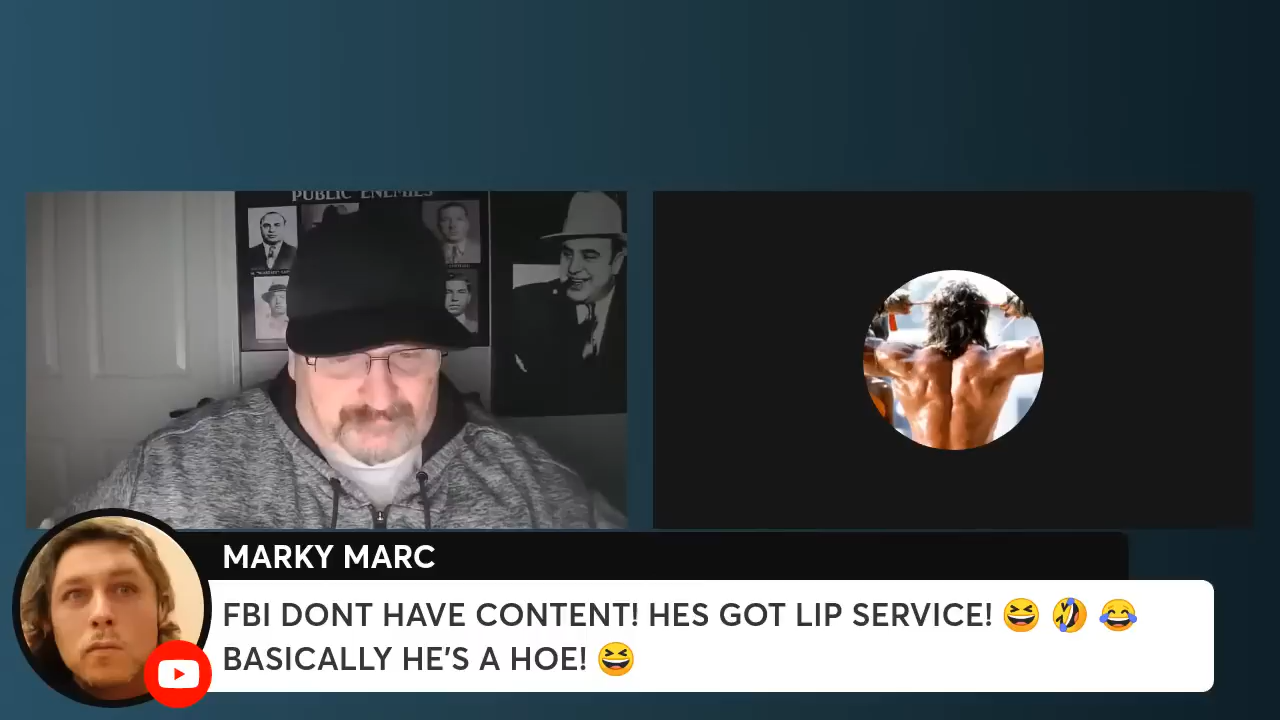 PUBLIC ENEMIES
MARKY MARC
FBI DONT HAVE CONTENT! HES GOT LIP SERVICE! 😆 🤣 😂
BASICALLY HE'S A HOE! 😆